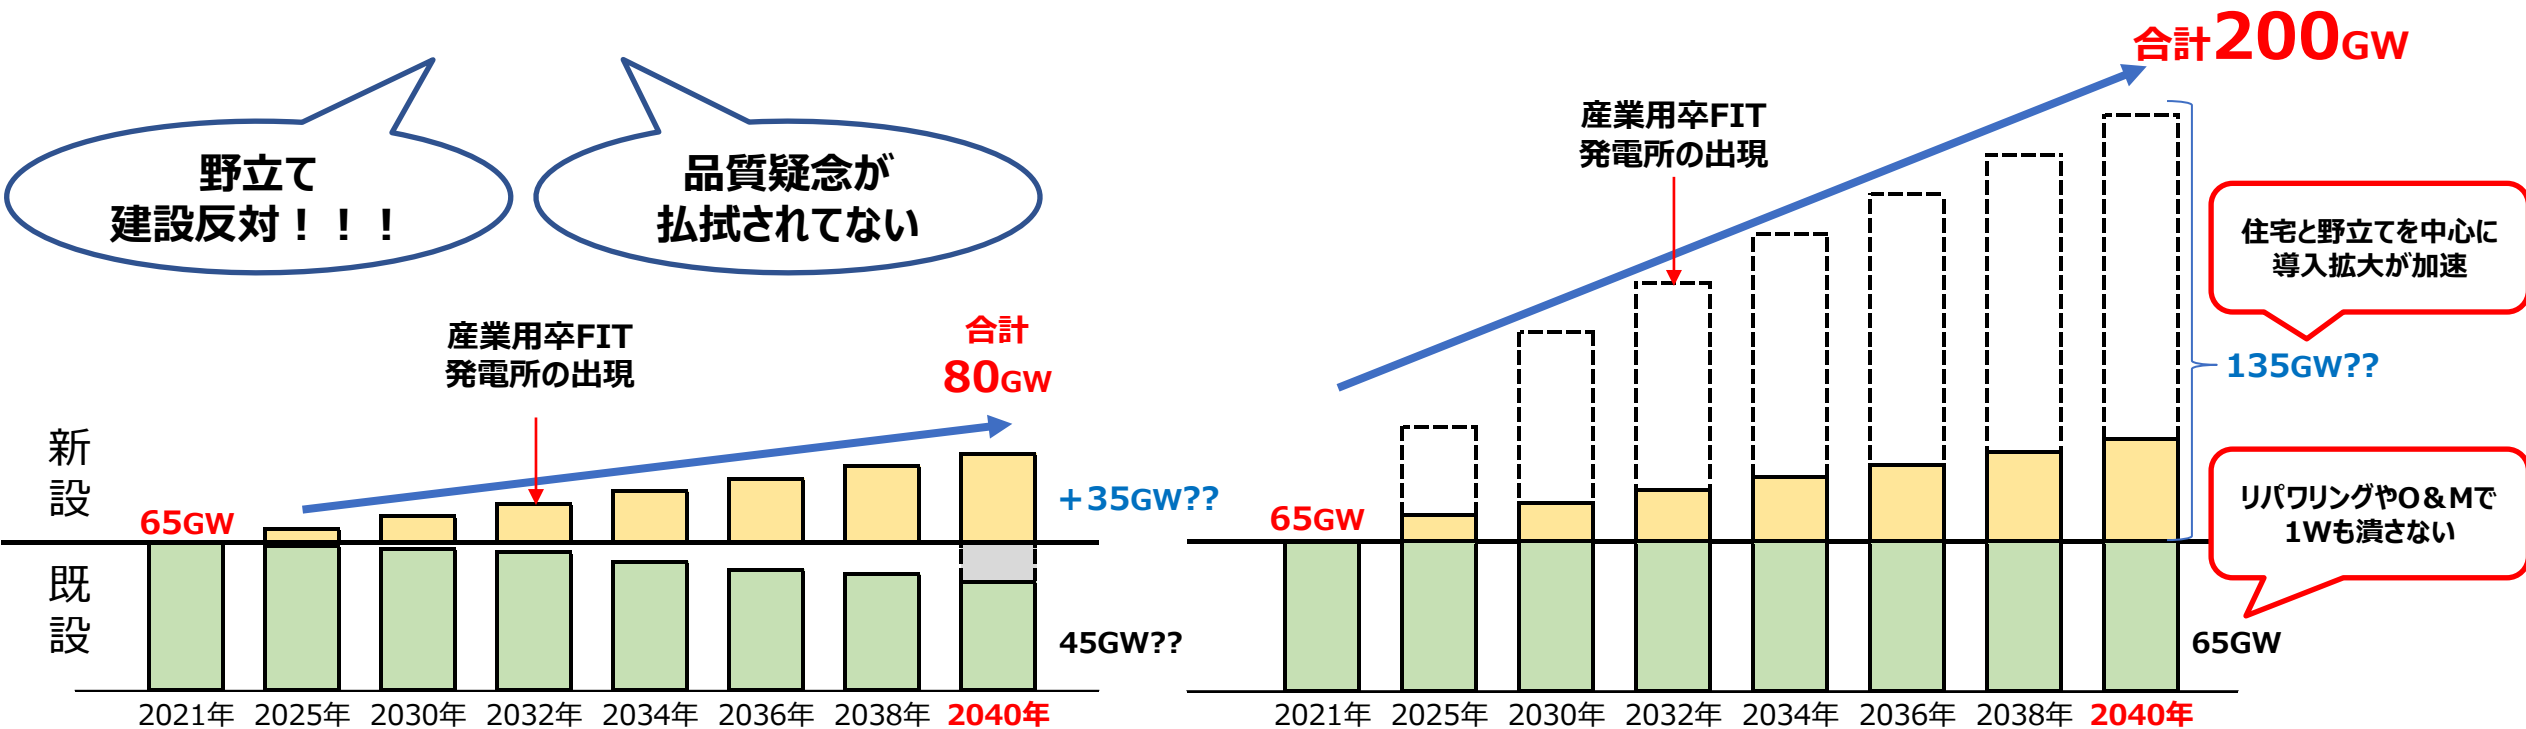 野立て
建設反対！！！
品質疑念が
払拭されてない
産業用卒FIT
発電所の出現
合計
80GW
新設
65GW
+35GW??
既設
45GW??
2021年 2025年 2030年 2032年 2034年 2036年 2038年 2040年
合計200GW
産業用卒FIT
発電所の出現
住宅と野立てを中心に
導入拡大が加速
135GW??
65GW
リパワリングやO＆Mで
1Wも潰さない
65GW
2021年 2025年 2030年 2032年 2034年 2036年 2038年 2040年